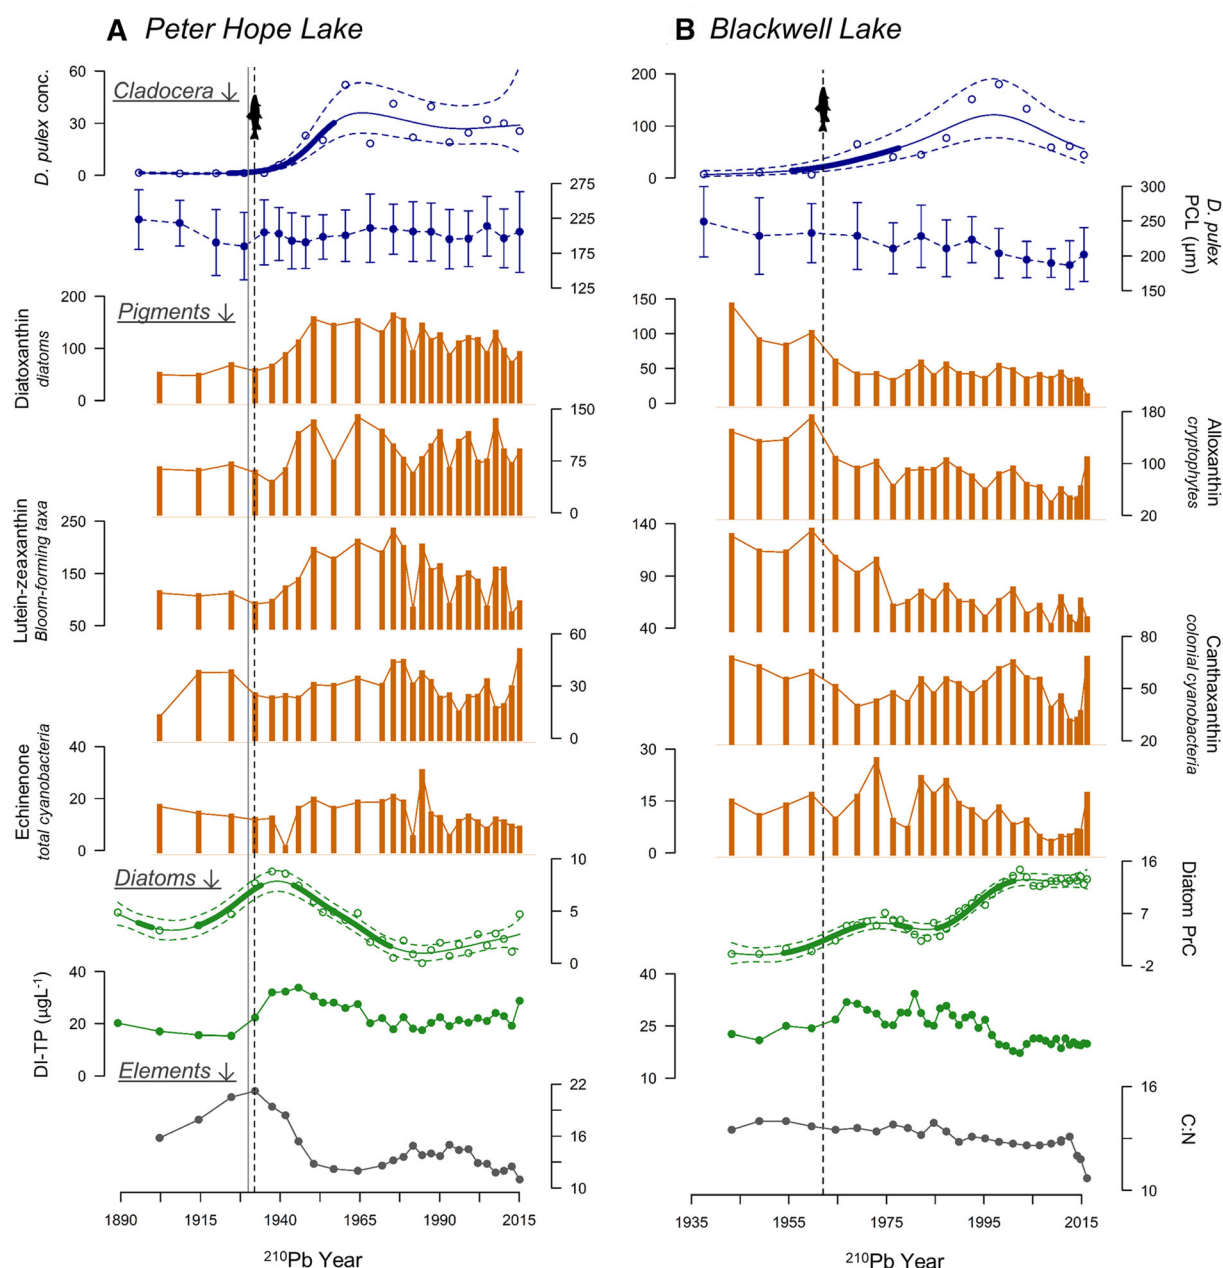 A Peter Hope Lake
B Blackwell Lake
Cladocera ↓
D. pulex conc.
60
30
0
200
100
0
D. pulex
PCL (µm)
275
225
175
125
300
250
200
150
Pigments ↓
Diatoxanthin
diatoms
200
100
0
150
100
50
0
Alloxanthin
cryptophytes
150
75
0
180
100
20
Lutein-zeaxanthin
Bloom-forming taxa
250
150
50
140
90
40
Canthaxanthin
colonial cyanobacteria
60
30
0
80
50
20
Echinenone
total cyanobacteria
40
20
0
30
15
0
Diatoms ↓
Diatom PrC
10
5
0
16
7
-2
DI-TP (µgL-1)
40
20
0
40
25
10
Elements ↓
C:N
22
16
10
16
10
1890 1915 1940 1965 1990 2015
1935 1955 1975 1995 2015
210Pb Year
210Pb Year